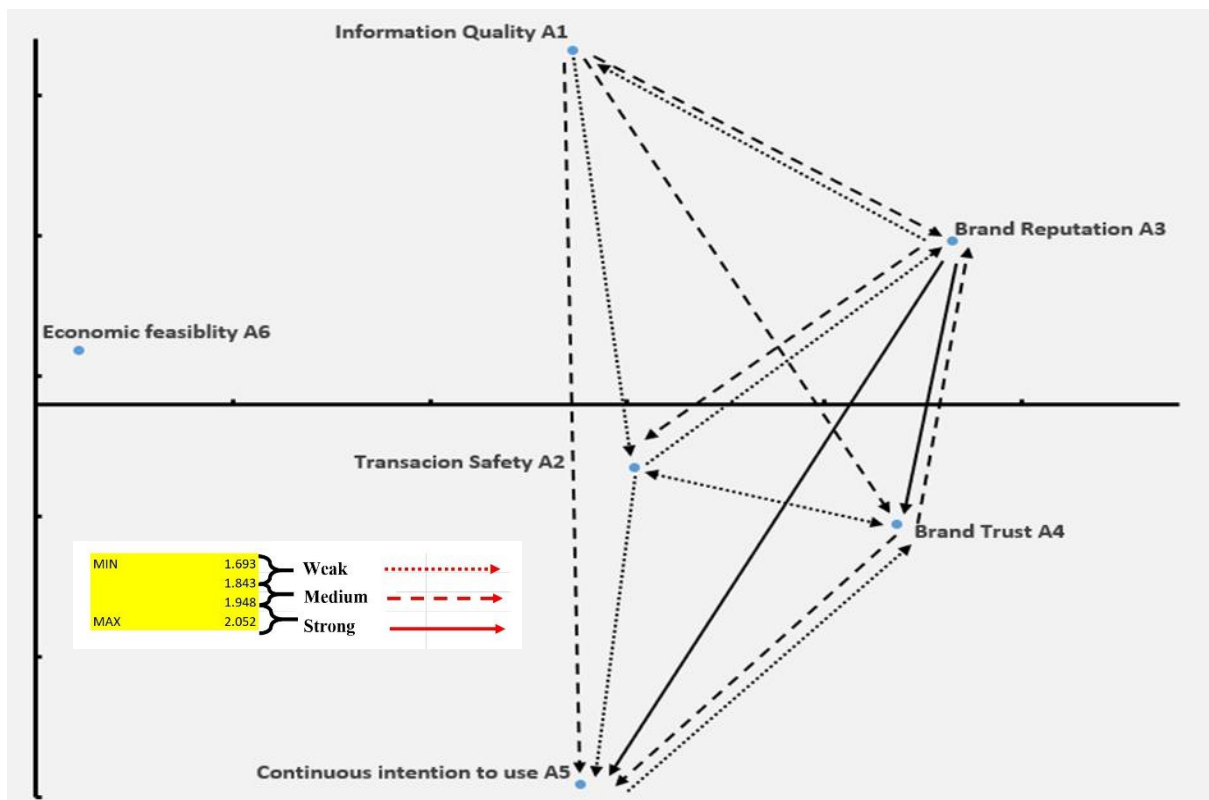 Information Quality A1
Brand Reputation A3
Economic feasiblity A6
Transacion Safety A2
Brand Trust A4
MIN 1.693
1.843
1.948
MAX 2.052
Weak
Medium
Strong
Continuous intention to use A5